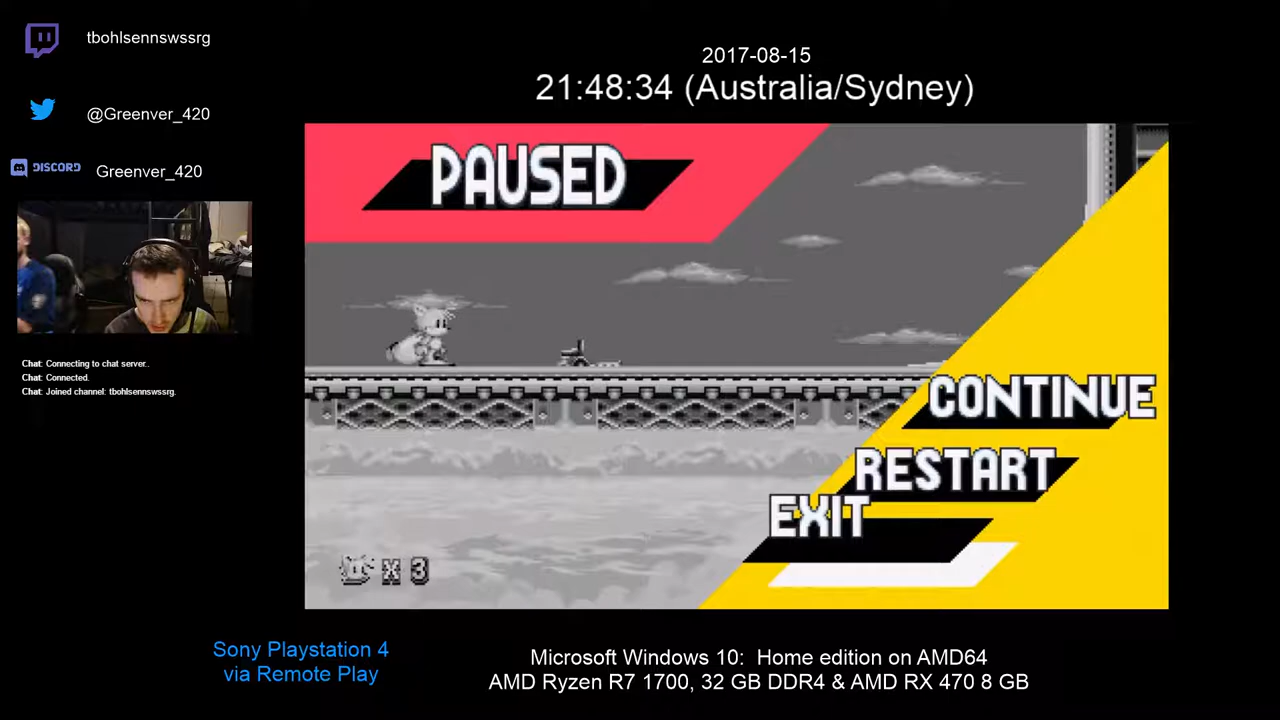 tbohlsennswssrg
@Greenver_420
DISCORD Greenver_420
Chat: Connecting to chat server..
Chat: Connected.
Chat: Joined channel: tbohlsennswssrg.
2017-08-15
21:48:34 (Australia/Sydney)
PAUSED
CONTINUE
RESTART
EXIT
X 3
Sony Playstation 4
via Remote Play
Microsoft Windows 10: Home edition on AMD64
AMD Ryzen R7 1700, 32 GB DDR4 & AMD RX 470 8 GB